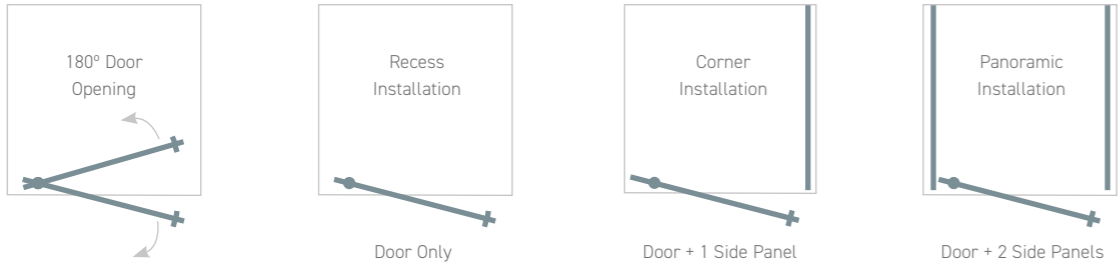 180º Door
Opening
Recess
Installation
Door Only
Corner
Installation
Door + 1 Side Panel
Panoramic
Installation
Door + 2 Side Panels